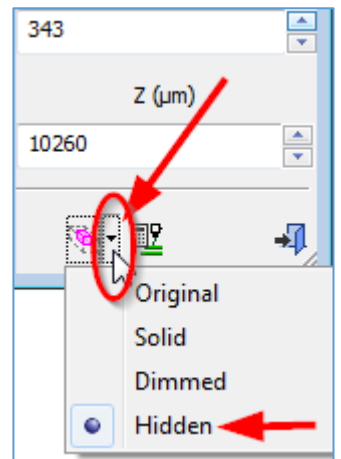 343
Z (µm)
10260
Original
Solid
Dimmed
Hidden